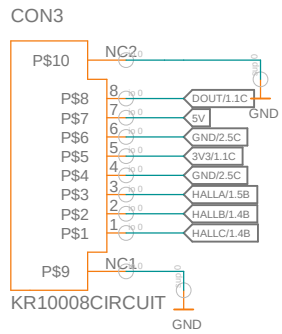 CON3
P$10 NC2
P$8 8 DOUT/1.1C
GND
P$7 7 5V
P$6 6 GND/2.5C
P$5 5 3V3/1.1C
P$4 4 GND/2.5C
P$3 3 HALLA/1.5B
P$2 2 HALLB/1.4B
P$1 1 HALLC/1.4B
P$9 NC1
KR10008CIRCUIT
GND